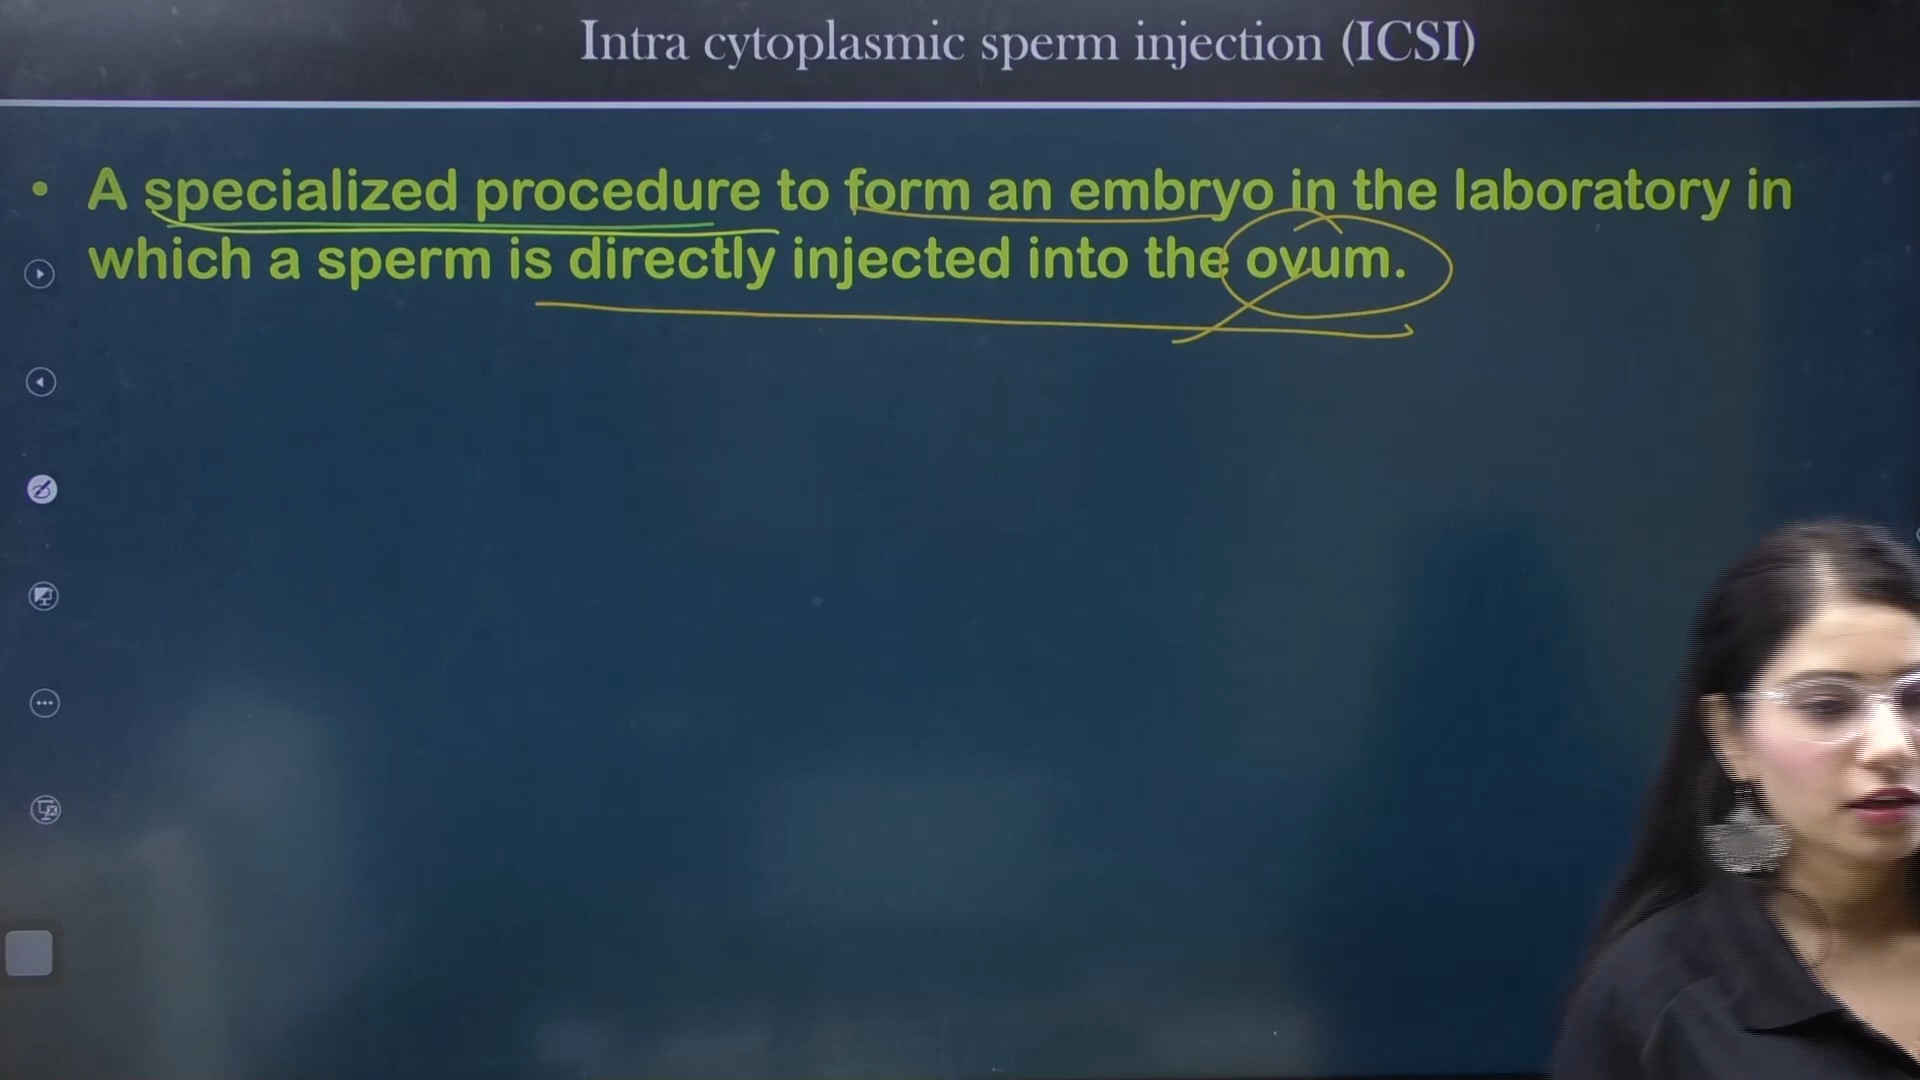 Intra cytoplasmic sperm injection (ICSI)
• A specialized procedure to form an embryo in the laboratory in
which a sperm is directly injected into the ovum.